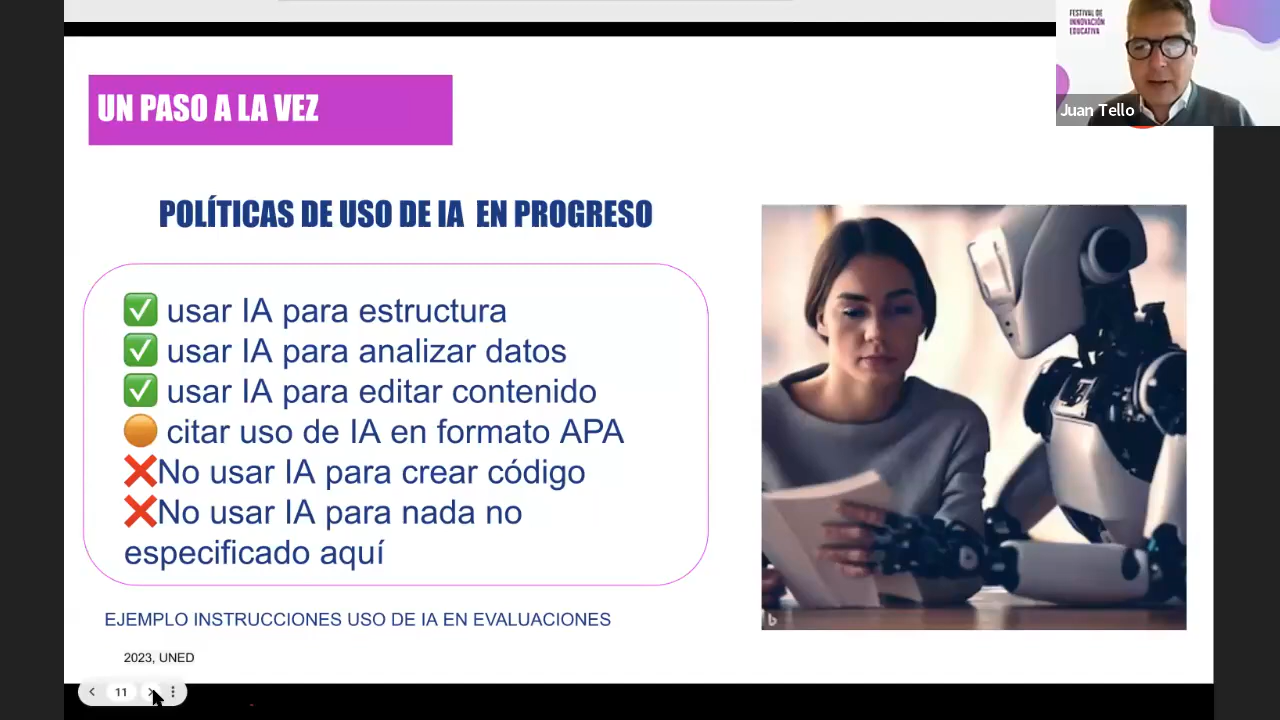 FESTIVAL DE
INNOVACIÓN
EDUCATIVA
Juan Tello
UN PASO A LA VEZ
POLÍTICAS DE USO DE IA EN PROGRESO
✅ usar IA para estructura
✅ usar IA para analizar datos
✅ usar IA para editar contenido
🟠 citar uso de IA en formato APA
❌No usar IA para crear código
❌No usar IA para nada no
especificado aquí
EJEMPLO INSTRUCCIONES USO DE IA EN EVALUACIONES
2023, UNED
11
b